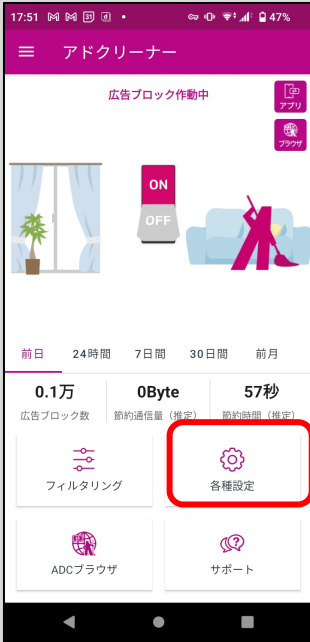 17:51 31 d • 47%
アドクリーナー
広告ブロック作動中
アプリ
ブラウザ
ON
OFF
前日 24時間 7日間 30日間 前月
0.1万 0Byte 57秒
広告ブロック数 節約通信量（推定） 節約時間（推定）
フィルタリング 各種設定
ADCブラウザ サポート